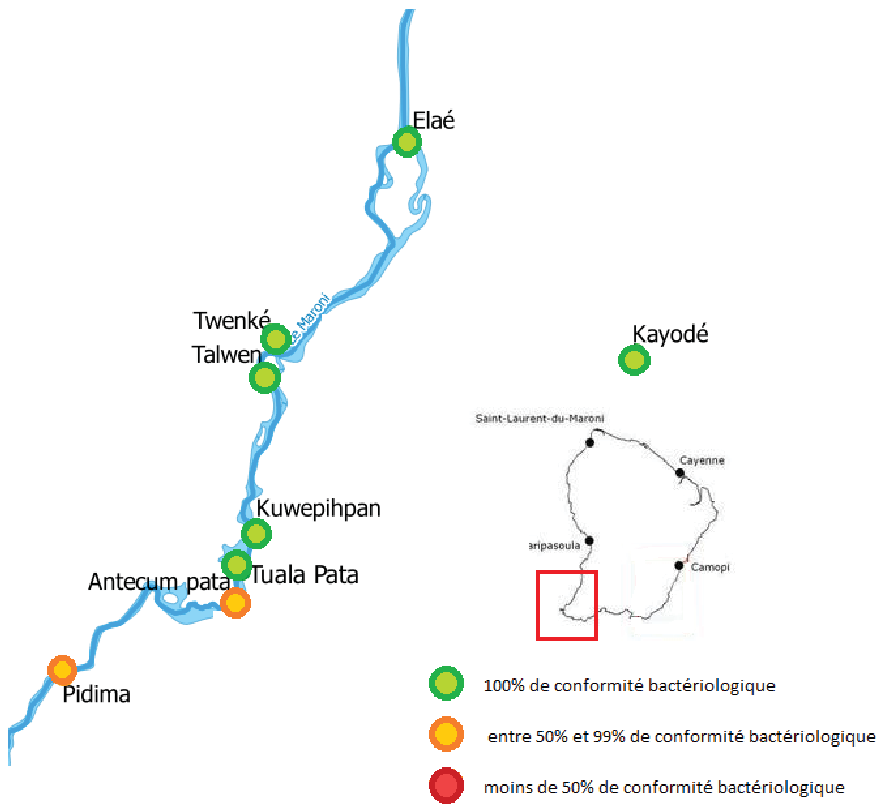 Elaé
Le Maroni
Twenké
Talwen
Kayodé
Saint-Laurent-du-Maroni
Cayenne
Kuwepihpan
aripasoula
Camopi
Antecum pata
Tuala Pata
Pidima
100% de conformité bactériologique
entre 50% et 99% de conformité bactériologique
moins de 50% de conformité bactériologique